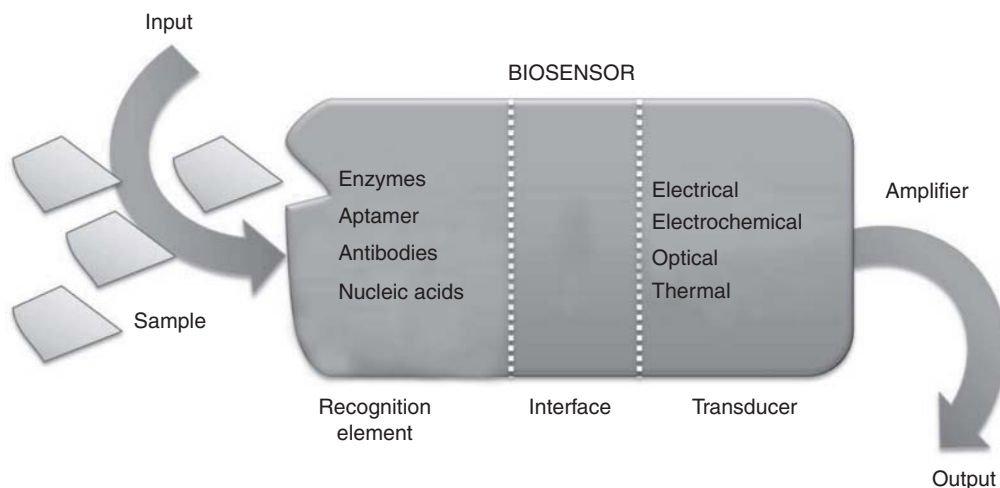 Input
BIOSENSOR
Enzymes
Aptamer
Antibodies
Nucleic acids
Electrical
Electrochemical
Optical
Thermal
Amplifier
Sample
Recognition
element
Interface
Transducer
Output